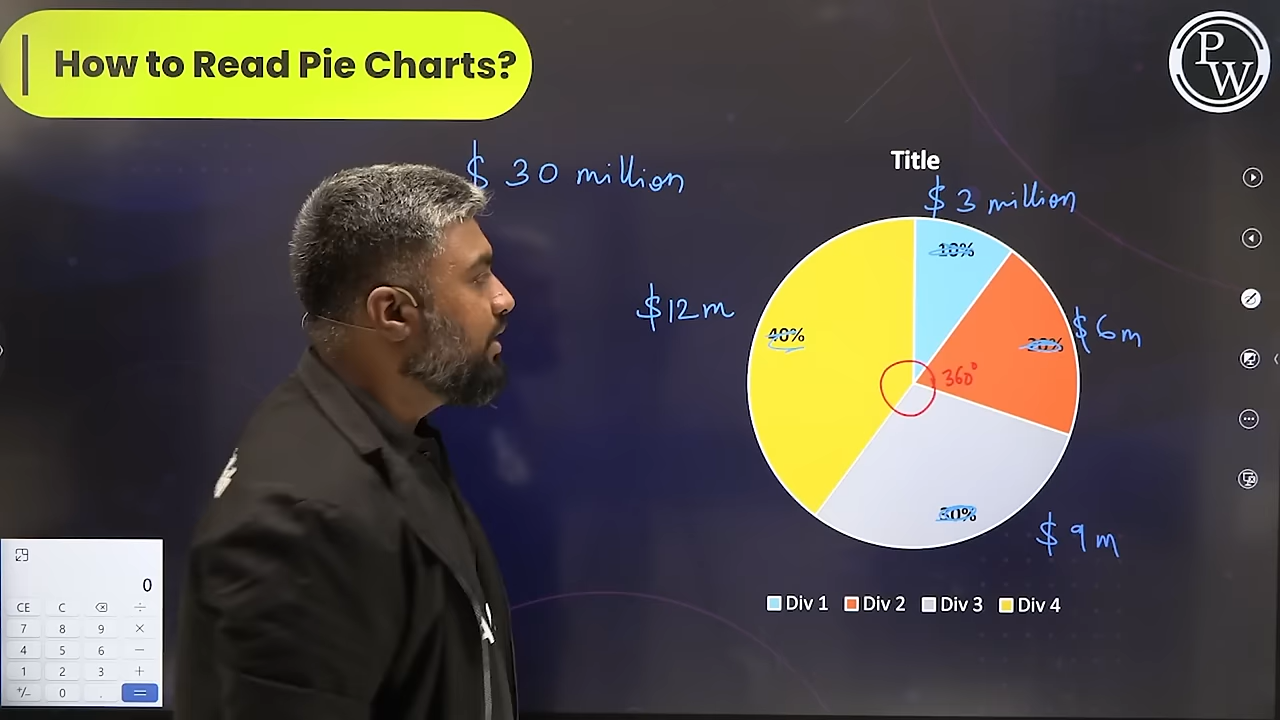 How to Read Pie Charts?
P
W
$ 30 million
Title
$ 3 million
10%
$12m
40%
20%
$6m
360°
30%
$9m
Div 1 Div 2 Div 3 Div 4
0
CE C ÷
7 8 9 ×
4 5 6 −
1 2 3 +
+/− 0 . =